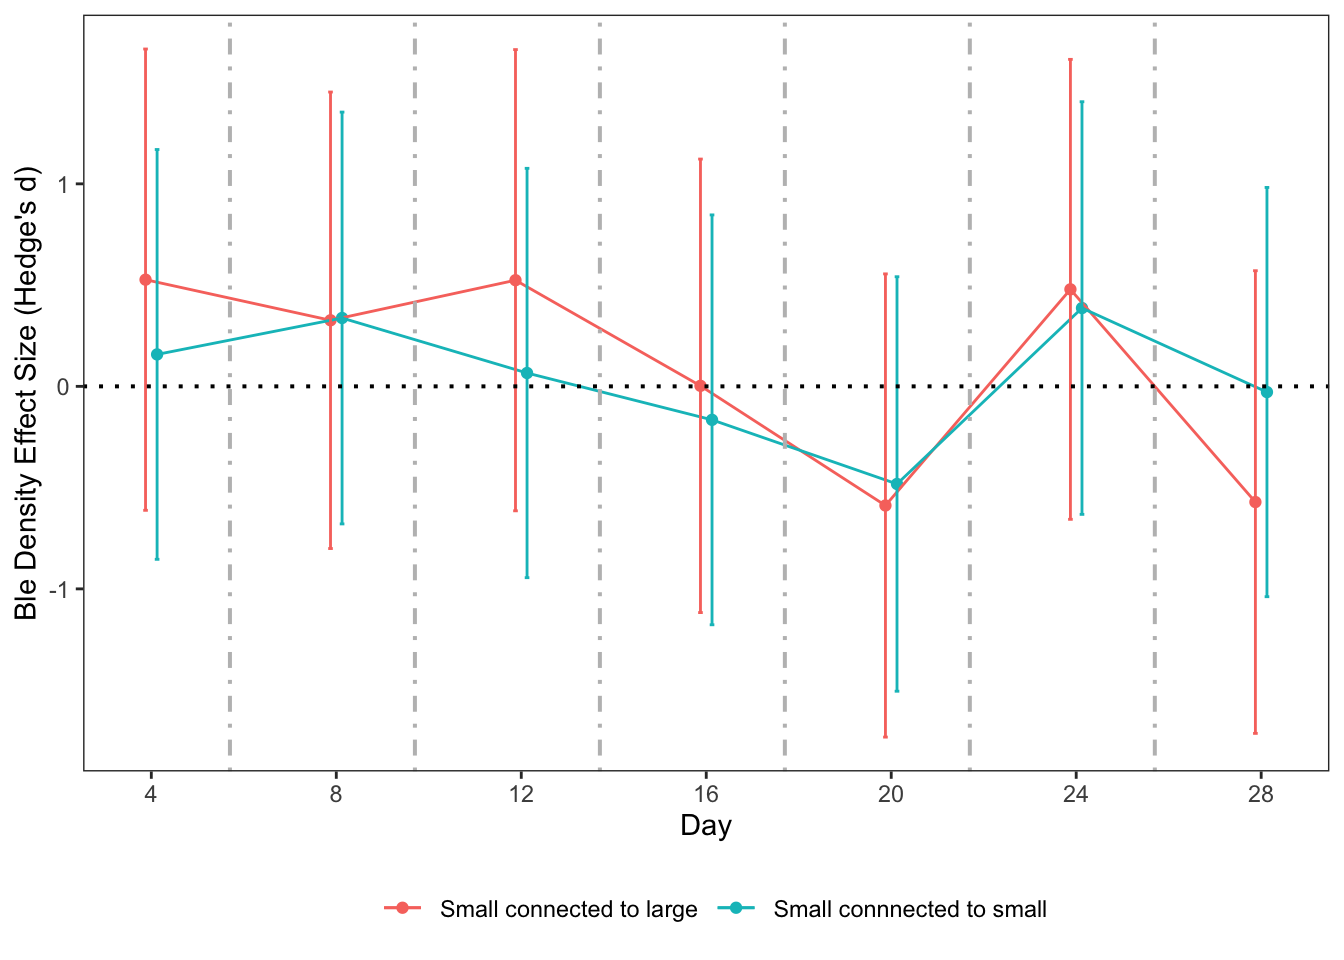 Ble Density Effect Size (Hedge's d)
1
0
-1
4 8 12 16 20 24 28
Day
Small connected to large Small connnected to small